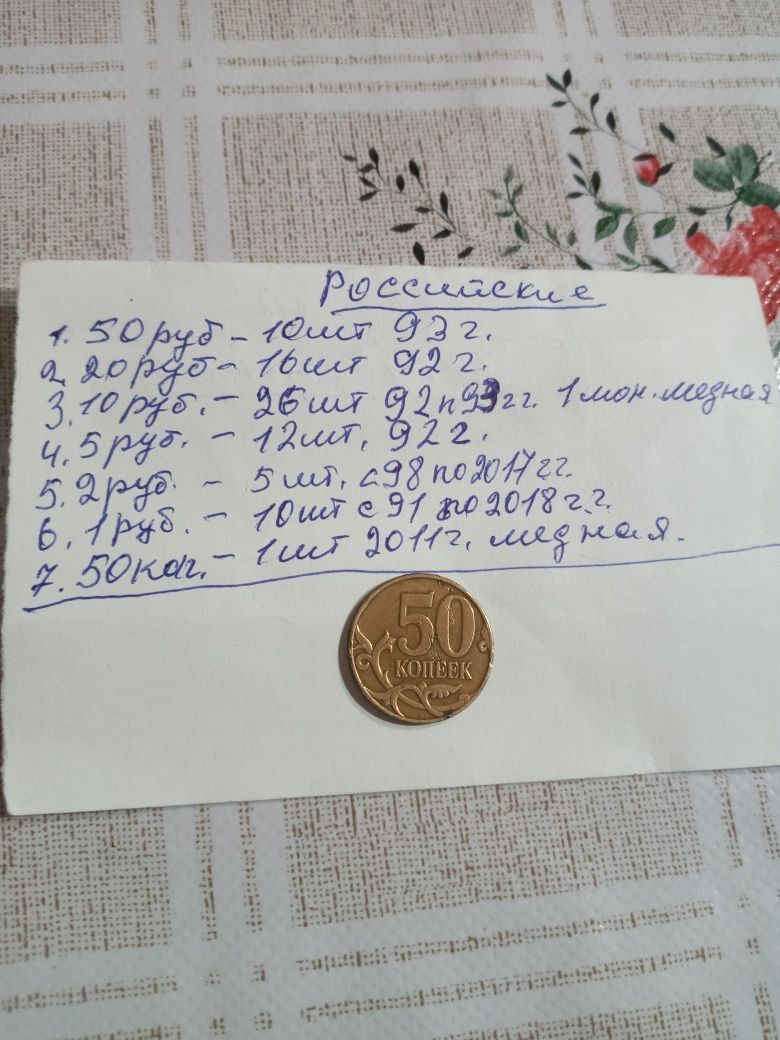 Российские
1. 50 руб – 10 шт 93 г.
2. 20 руб – 16 шт 92 г.
3. 10 руб. – 26 шт 92 п 93 г г. 1 мон. медная
4. 5 руб. – 12 шт. 92 г.
5. 2 руб. – 5 шт. с 98 по 2017 г г.
6. 1 руб. – 10 шт с 91 по 2018 г. г.
7. 50 коп. – 1 шт 2011 г. медная.
50
КОПЕЕК